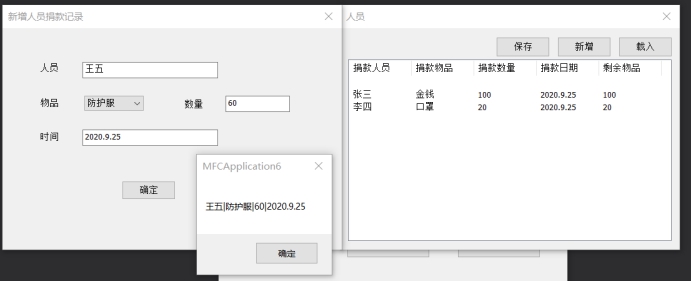 新增人员捐款记录
人员 王五
物品 防护服 数量 60
时间 2020.9.25
确定
MFCApplication6
王五|防护服|60|2020.9.25
确定
人员
保存 新增 载入
捐款人员 捐款物品 捐款数量 捐款日期 剩余物品
张三 金钱 100 2020.9.25 100
李四 口罩 20 2020.9.25 20